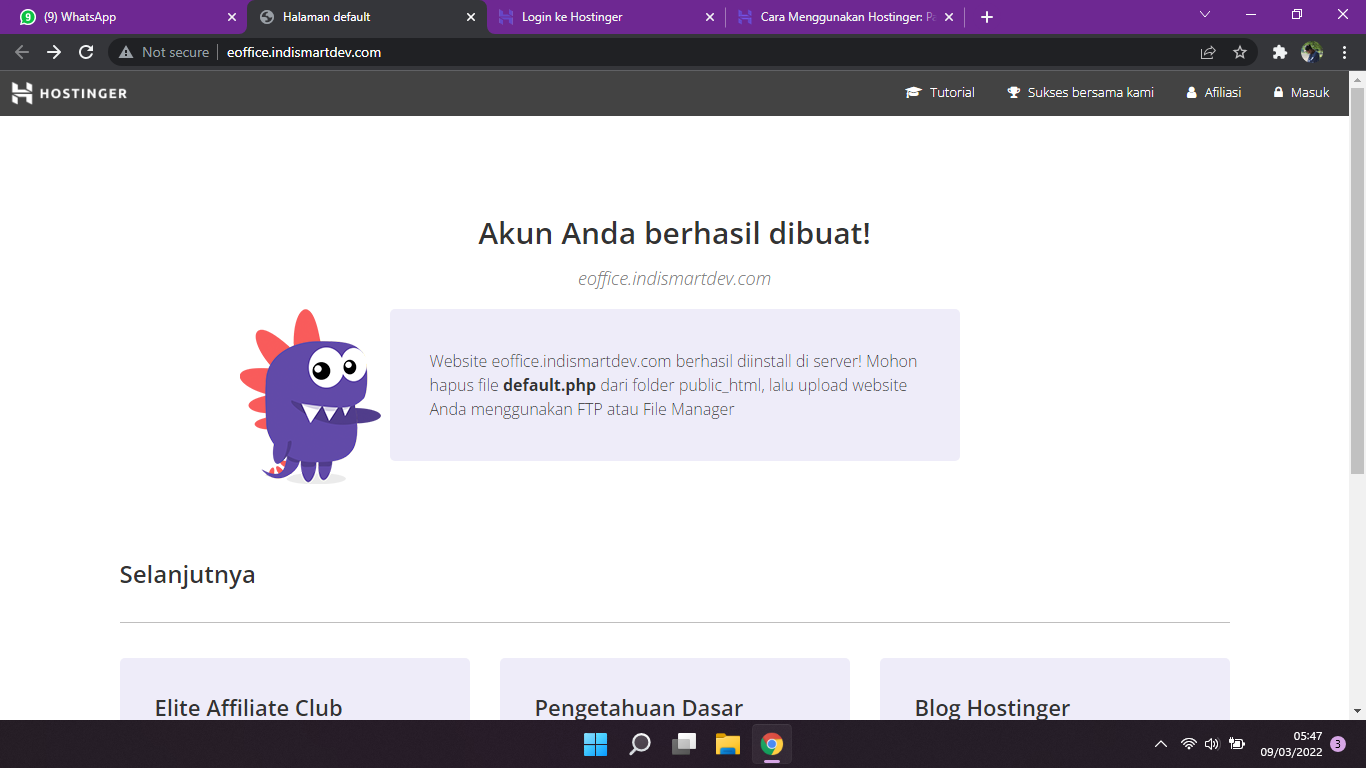 (9) WhatsApp
Halaman default
Login ke Hostinger
Cara Menggunakan Hostinger:
Not secure
eoffice.indismartdev.com
HOSTINGER
Tutorial
Sukses bersama kami
Afiliasi
Masuk
Akun Anda berhasil dibuat!
eoffice.indismartdev.com
Website eoffice.indismartdev.com berhasil diinstall di server! Mohon
hapus file default.php dari folder public_html, lalu upload website
Anda menggunakan FTP atau File Manager
Selanjutnya
Elite Affiliate Club
Pengetahuan Dasar
Blog Hostinger
05:47
09/03/2022
3